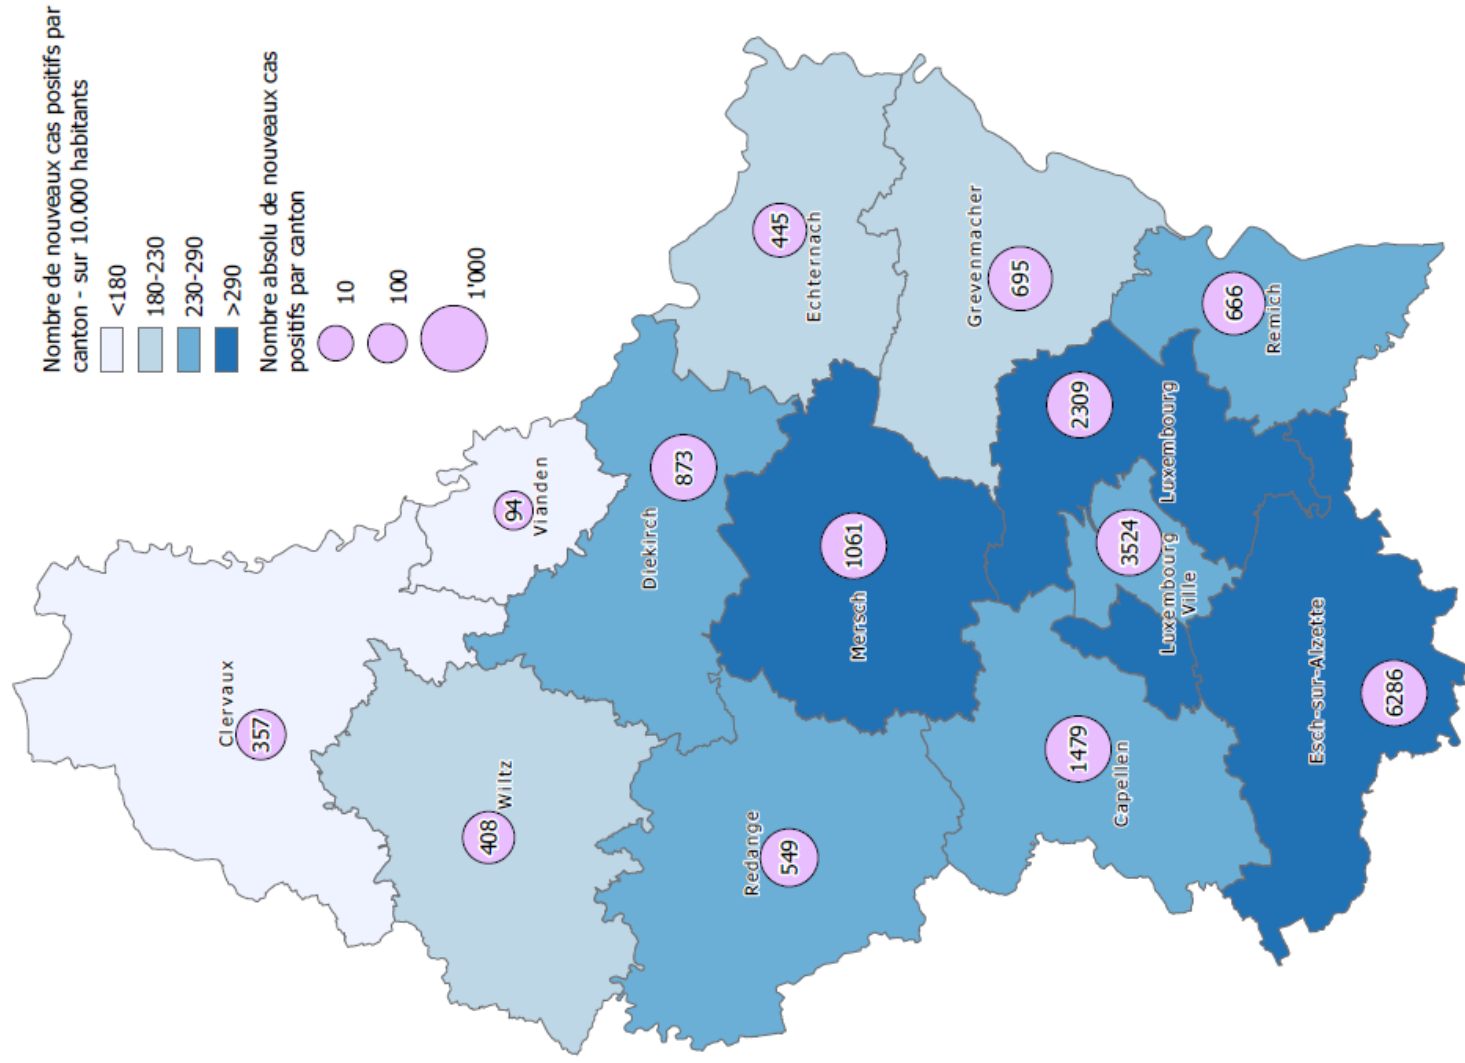 Nombre de nouveaux cas positifs par
canton - sur 10.000 habitants
<180
180-230
230-290
>290
Nombre absolu de nouveaux cas
positifs par canton
10
100
1'000
Clervaux
357
94
Vianden
408
Wiltz
Diekirch
873
445
Echternach
Redange
549
1061
Mersch
Grevenmacher
695
1479
Capellen
2309
Luxembourg
3524
Luxembourg
Ville
666
Remich
Esch-sur-Alzette
6286